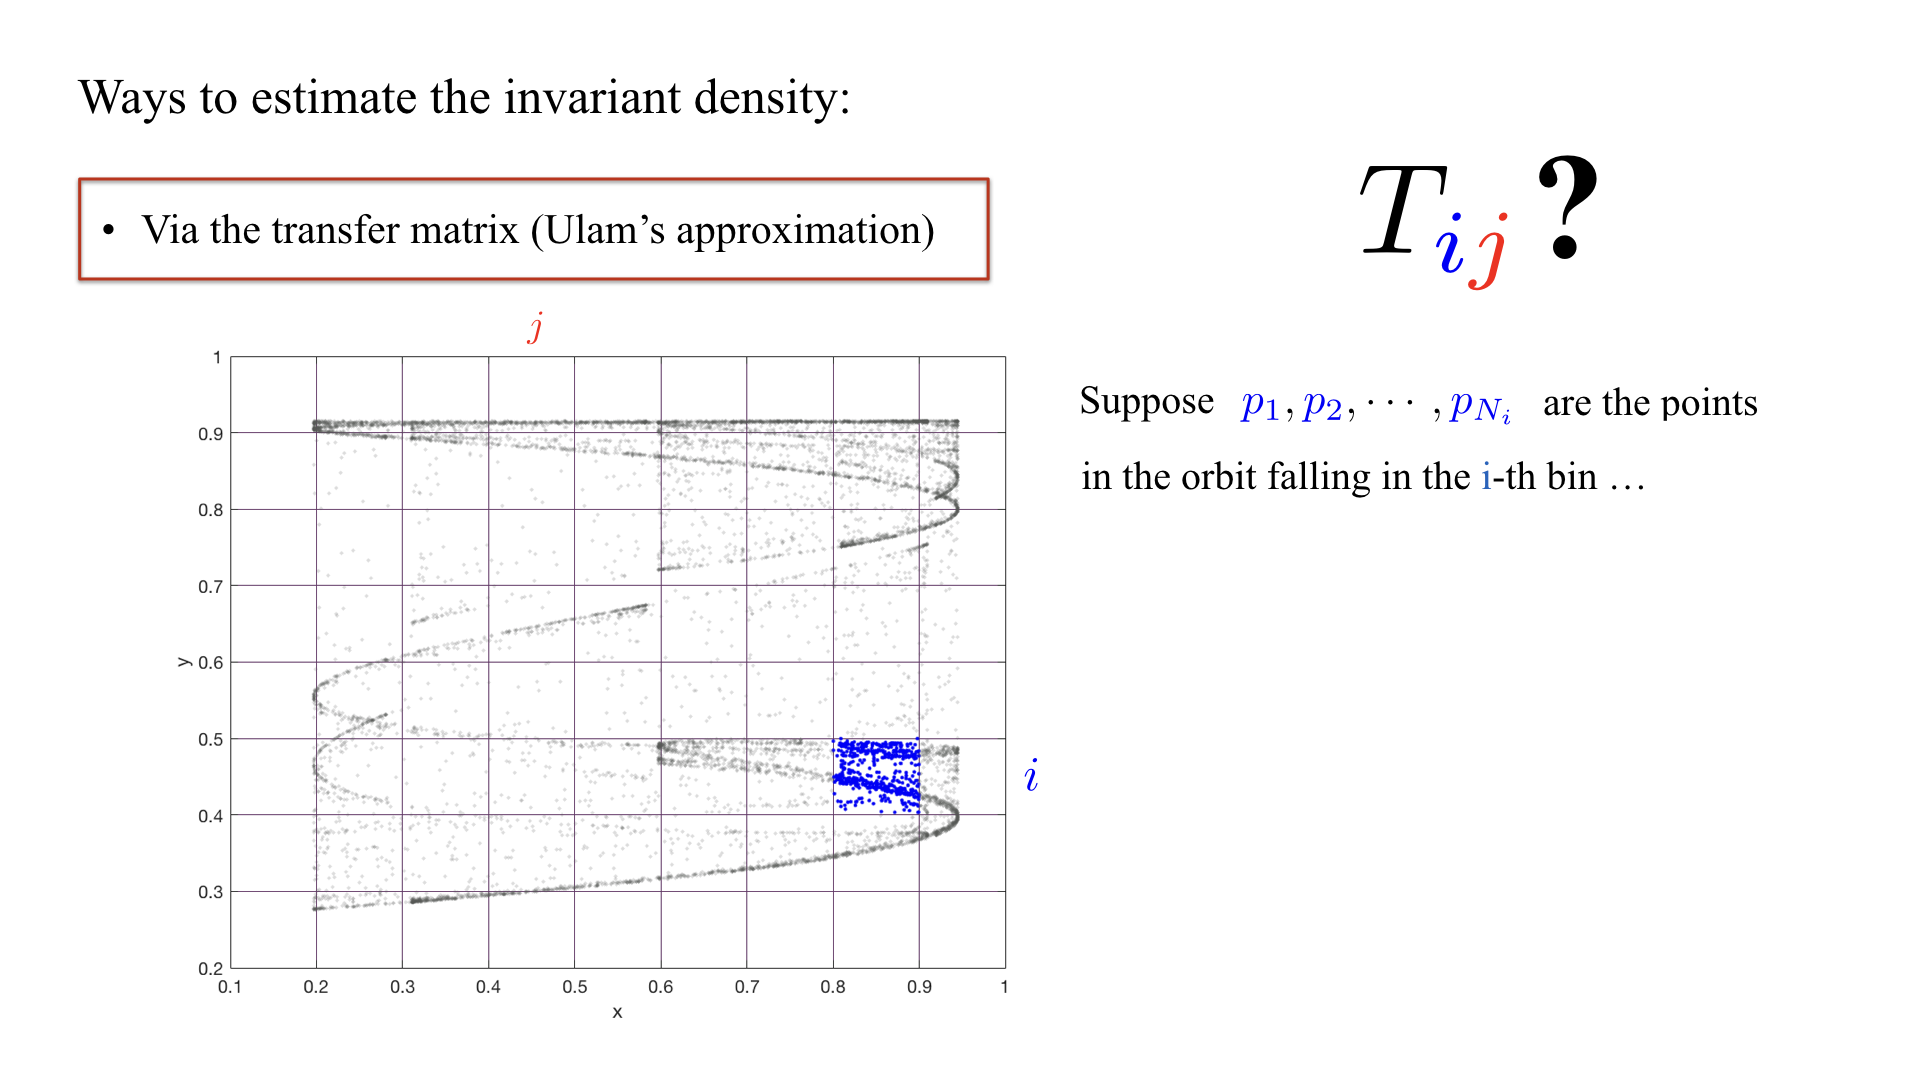 Ways to estimate the invariant density:
• Via the transfer matrix (Ulam’s approximation)
T_{ij} ?
j
Suppose p_1, p_2, ⋯ , p_{N_i} are the points
in the orbit falling in the i-th bin …
i
y
1
0.9
0.8
0.7
0.6
0.5
0.4
0.3
0.2
0.1 0.2 0.3 0.4 0.5 0.6 0.7 0.8 0.9 1
x